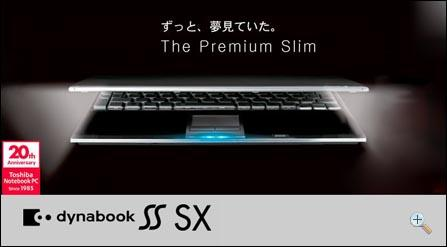 ずっと、夢見ていた。
The Premium Slim
20th
Anniversary
Toshiba
Notebook PC
Since 1985
dynabook SS SX